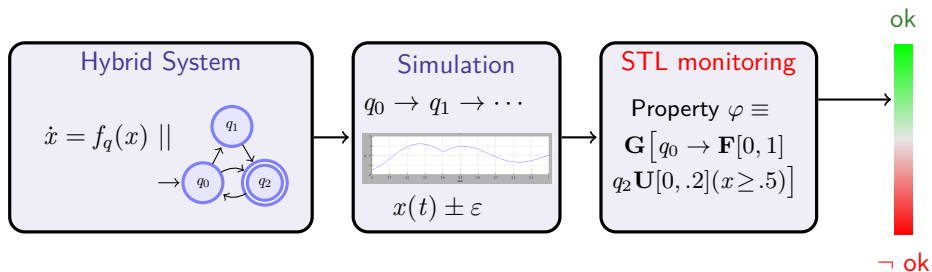 ok
Hybrid System
ẋ = f_q(x) ||
q₁
q₀
q₂
Simulation
q₀ → q₁ → ⋯
x(t) ± ε
STL monitoring
Property φ ≡
G[q₀ → F[0, 1]
q₂U[0, .2](x ≥ .5)]
¬ ok